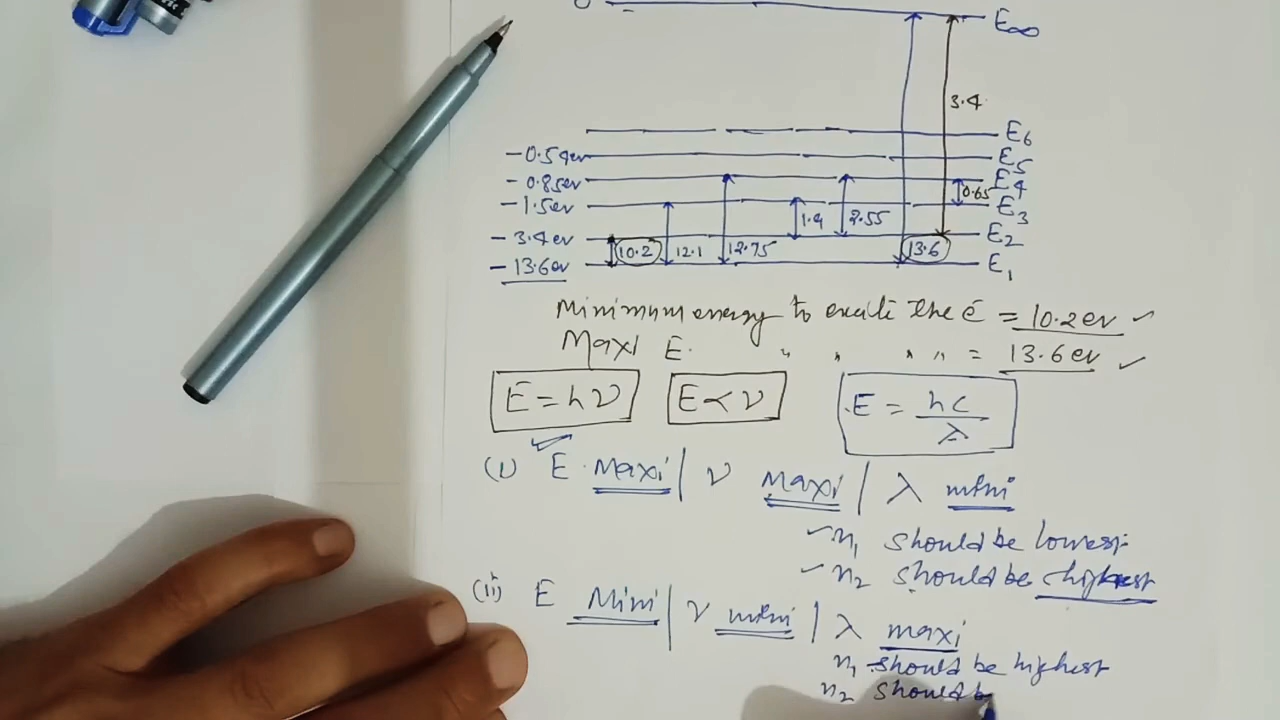 0 E∞
3.4
E6
-0.54ev E5
-0.85ev E4
0.65
-1.5ev E3
1.9 2.55
-3.4ev E2
10.2 12.1 12.75 13.6
-13.6ev E1
Minimum energy to excite the e⁻ = 10.2ev ✓
Maxi E. " " " " = 13.6ev ✓
E = hν E ∝ ν E = hc/λ
(i) E Maxi | ν Maxi | λ mini
✓ n1 should be lowest
✓ n2 should be highest
(ii) E Mini | ν mini | λ maxi
n1 should be highest
n2 should b